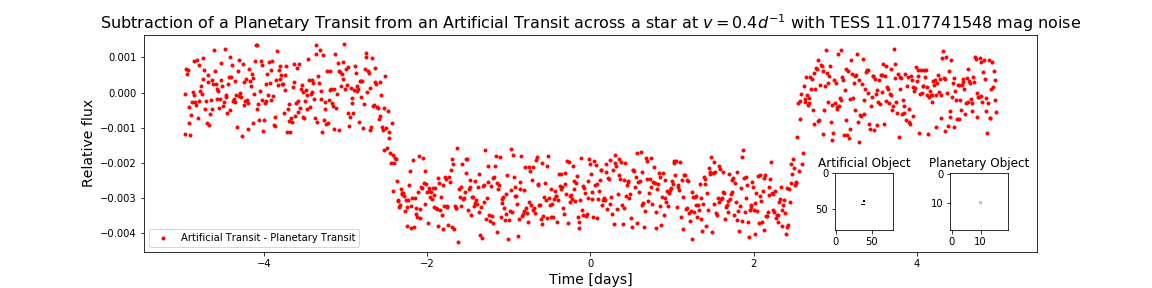 Subtraction of a Planetary Transit from an Artificial Transit across a star at v = 0.4d⁻¹ with TESS 11.017741548 mag noise
Relative flux
0.001
0.000
−0.001
−0.002
−0.003
−0.004
Artificial Transit - Planetary Transit
Artificial Object
0
50
0 50
Planetary Object
0
10
0 10
−4 −2 0 2 4
Time [days]